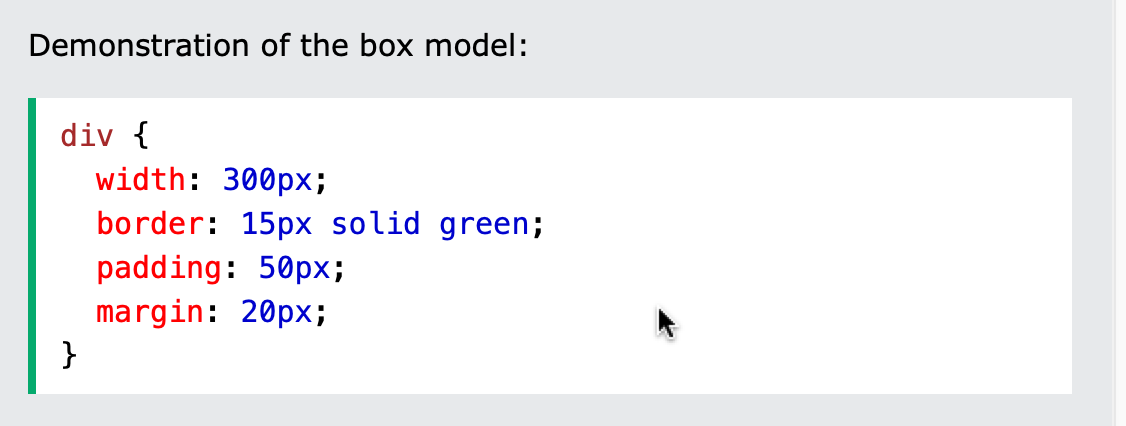 Demonstration of the box model:
div {
  width: 300px;
  border: 15px solid green;
  padding: 50px;
  margin: 20px;
}